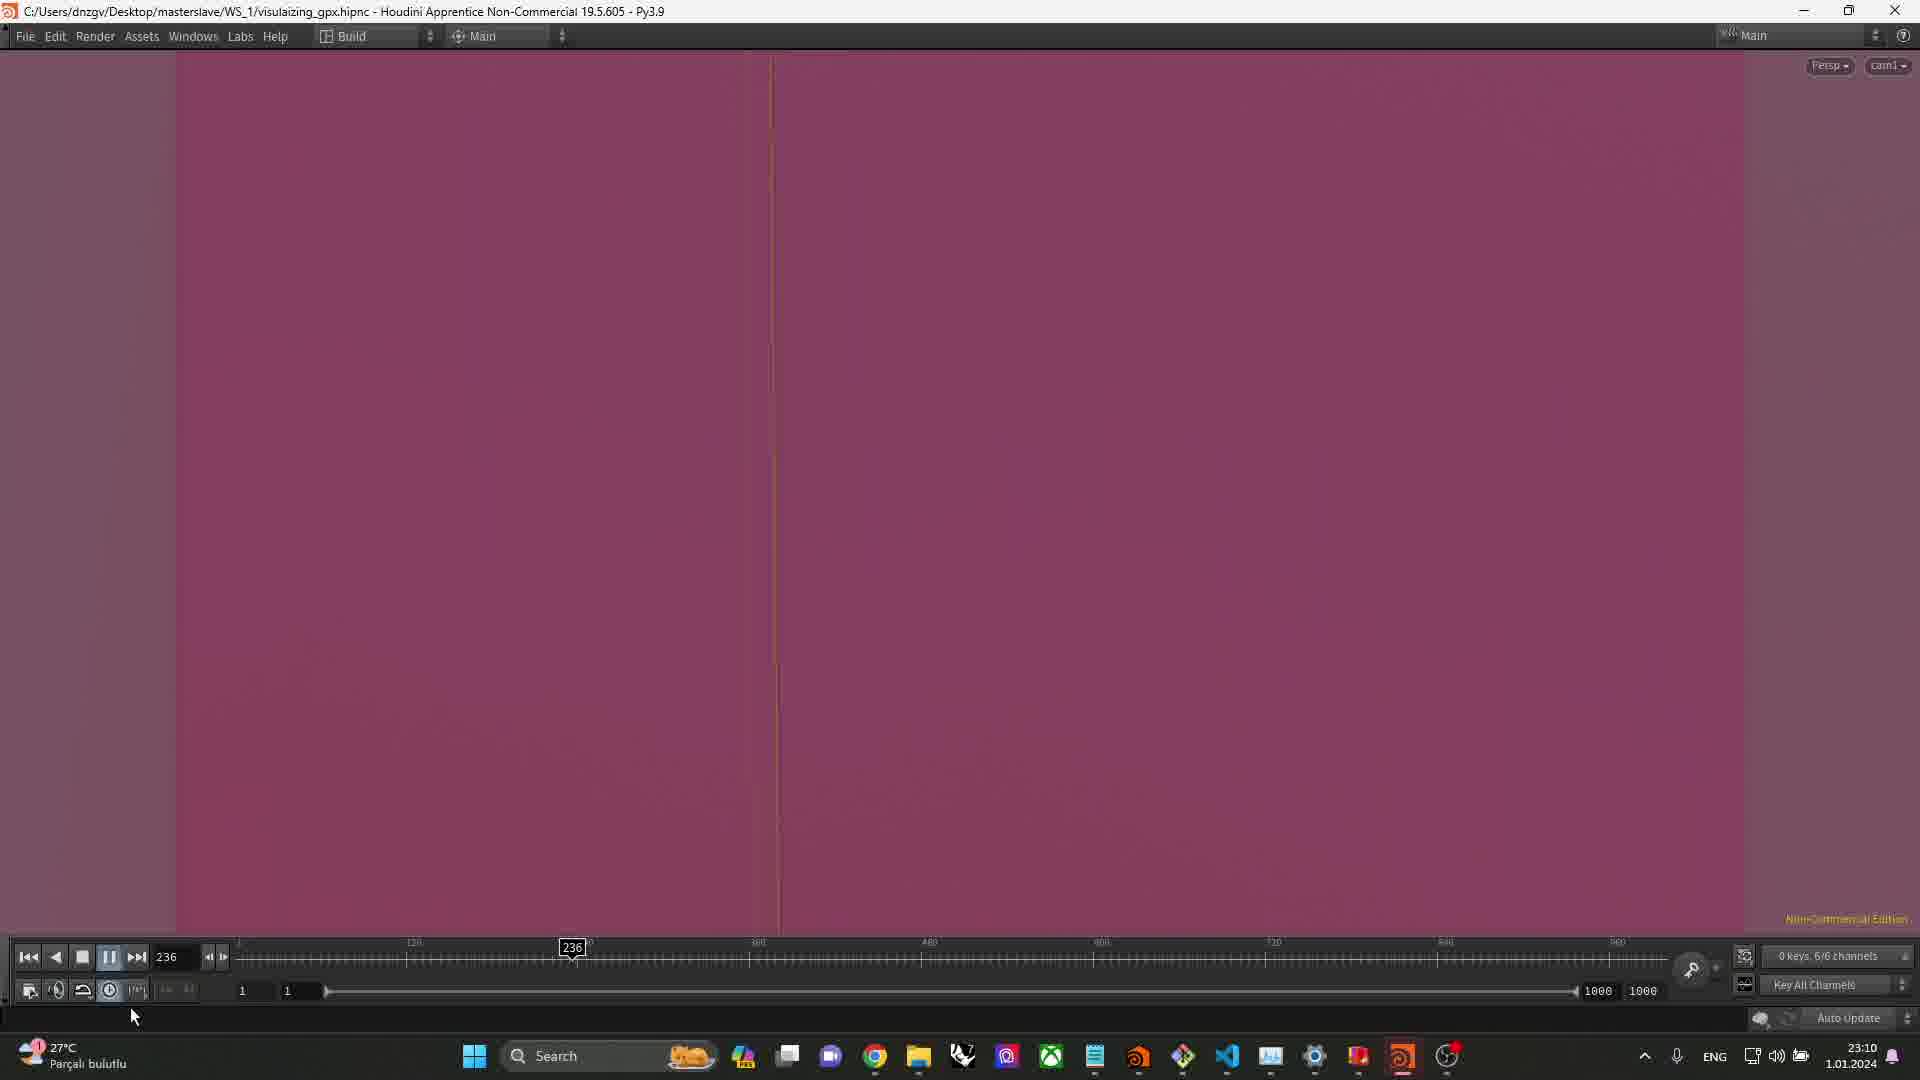 C:/Users/dnzgv/Desktop/masterslave/WS_1/visulaizing_gpx.hipnc - Houdini Apprentice Non-Commercial 19.5.605 - Py3.9
File Edit Render Assets Windows Labs Help Build Main Main
Persp cam1
Non-Commercial Edition
1 120 236 480 600 720 960
236
0 keys, 6/6 channels
1 1 1000 1000
Key All Channels
Auto Update
27°C
Parçalı bulutlu
Search
ENG
23:10
1.01.2024